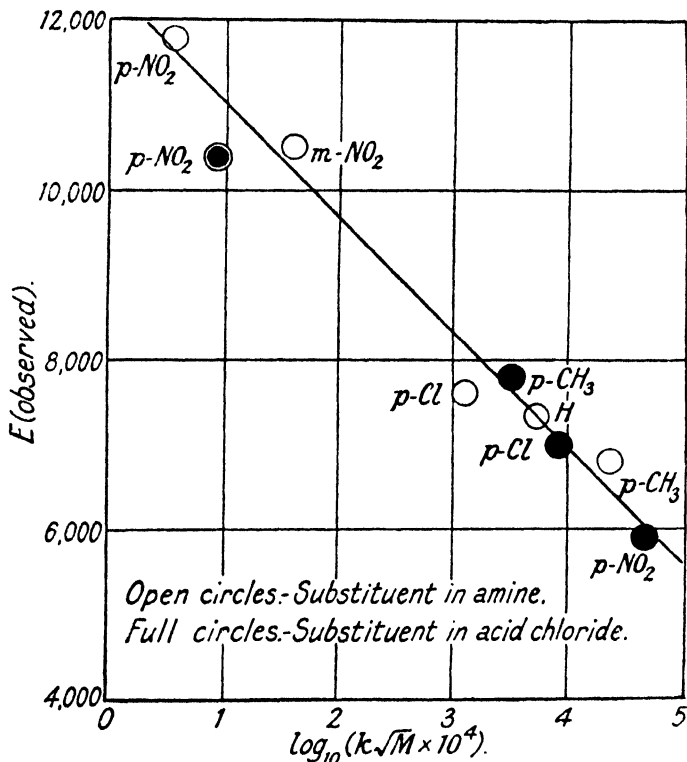 12,000
p-NO₂
p-NO₂
m-NO₂
10,000
E(observed).
8,000
p-CH₃
p-Cl
H
p-Cl
p-CH₃
6,000
p-NO₂
Open circles:-Substituent in amine.
Full circles:-Substituent in acid chloride.
4,000
0 1 2 3 4 5
log₁₀(k√M×10⁴).